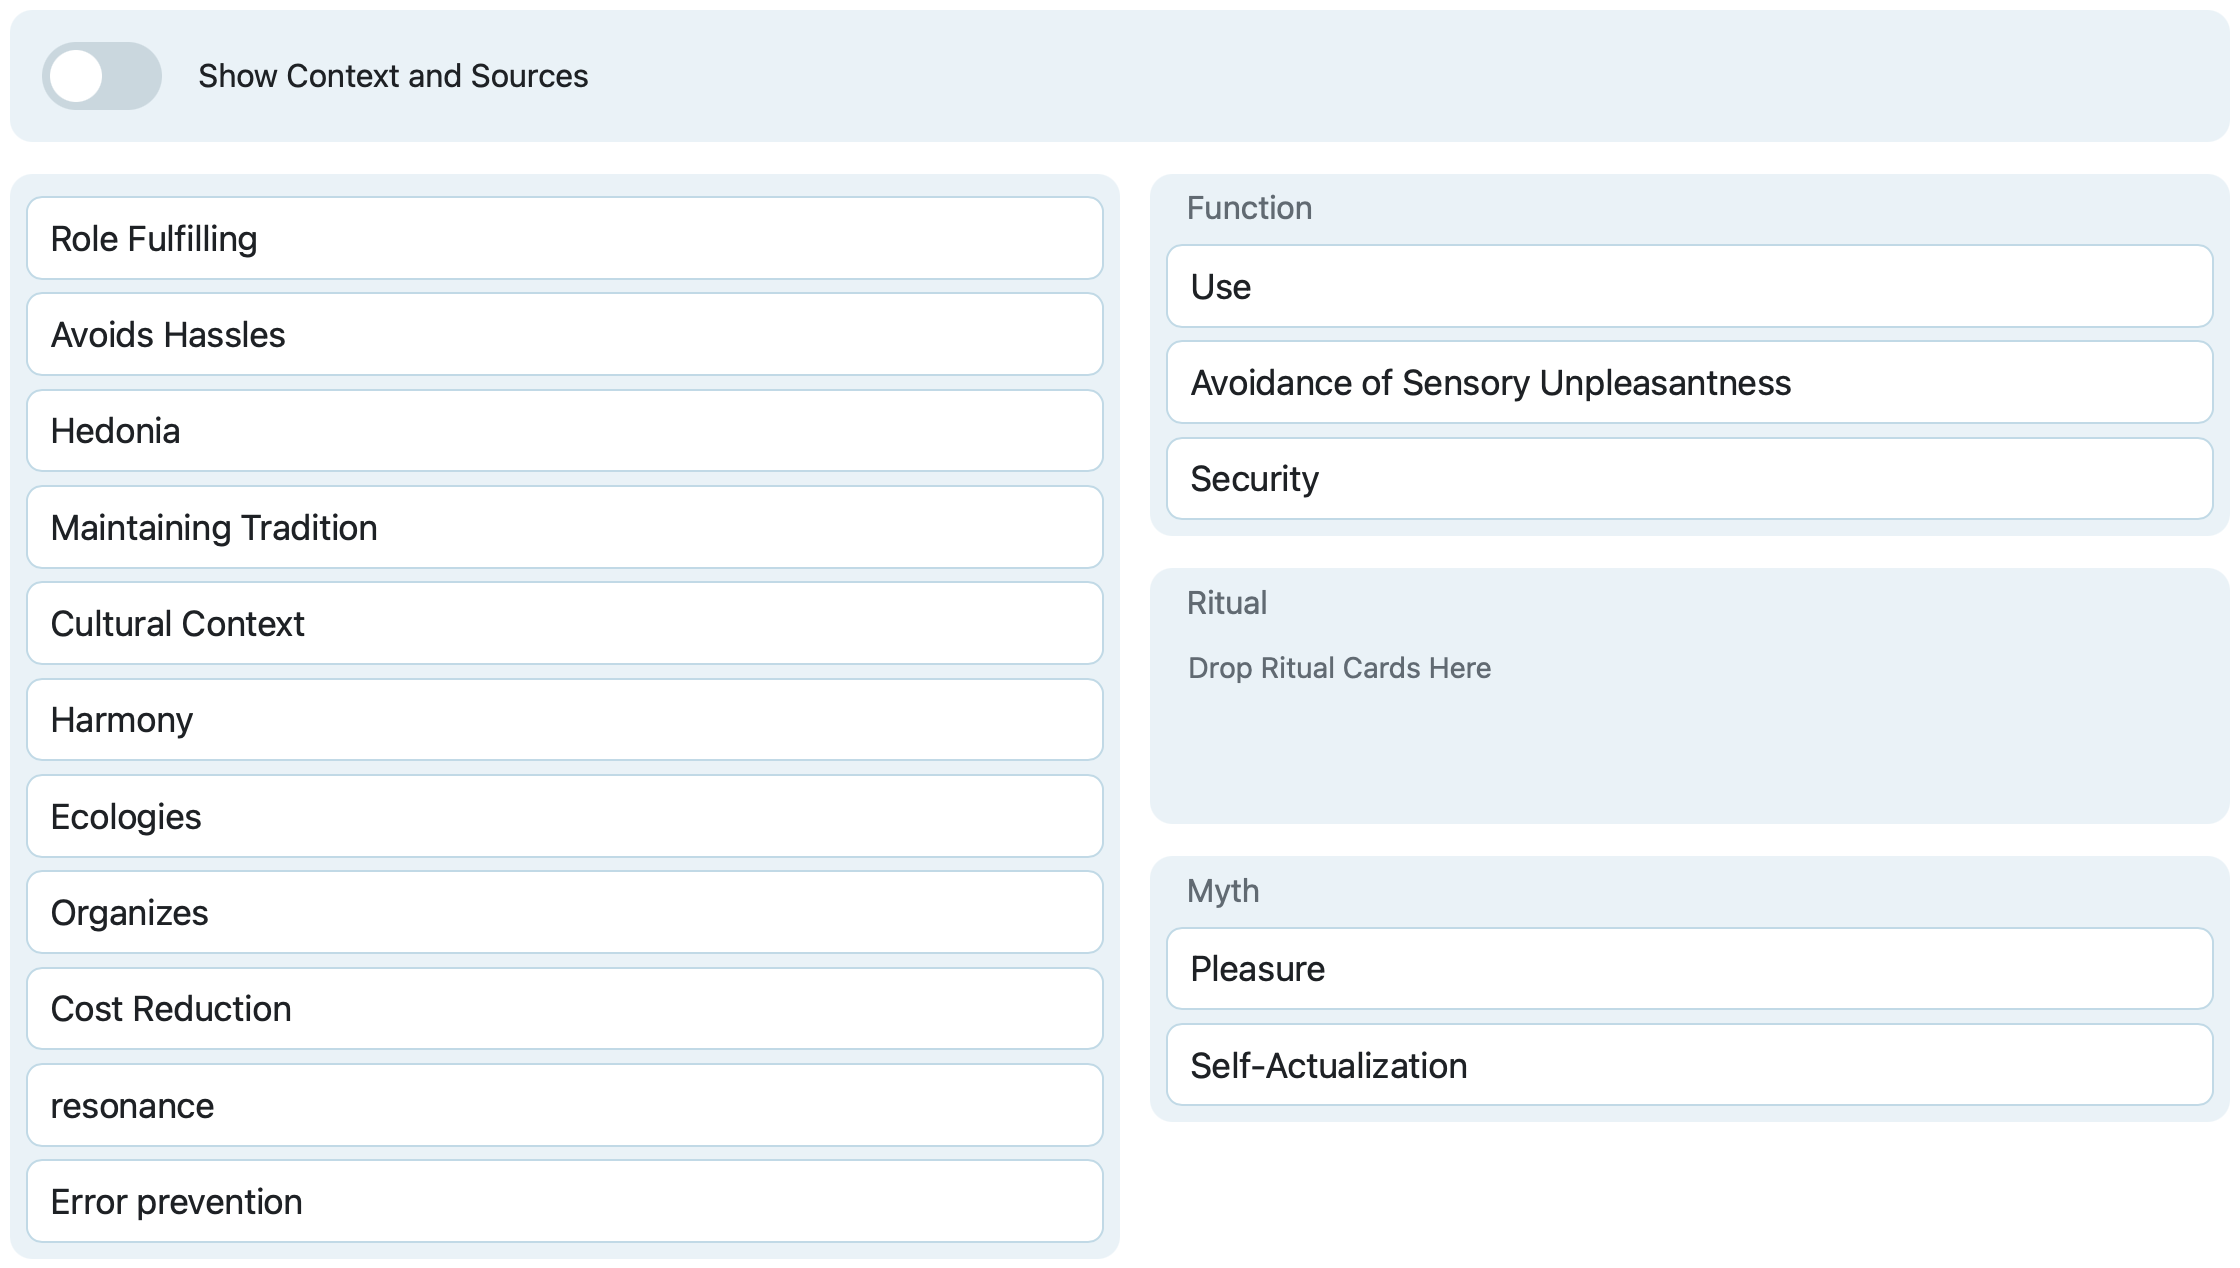 Show Context and Sources
Role Fulfilling
Avoids Hassles
Hedonia
Maintaining Tradition
Cultural Context
Harmony
Ecologies
Organizes
Cost Reduction
resonance
Error prevention
Function
Use
Avoidance of Sensory Unpleasantness
Security
Ritual
Drop Ritual Cards Here
Myth
Pleasure
Self-Actualization